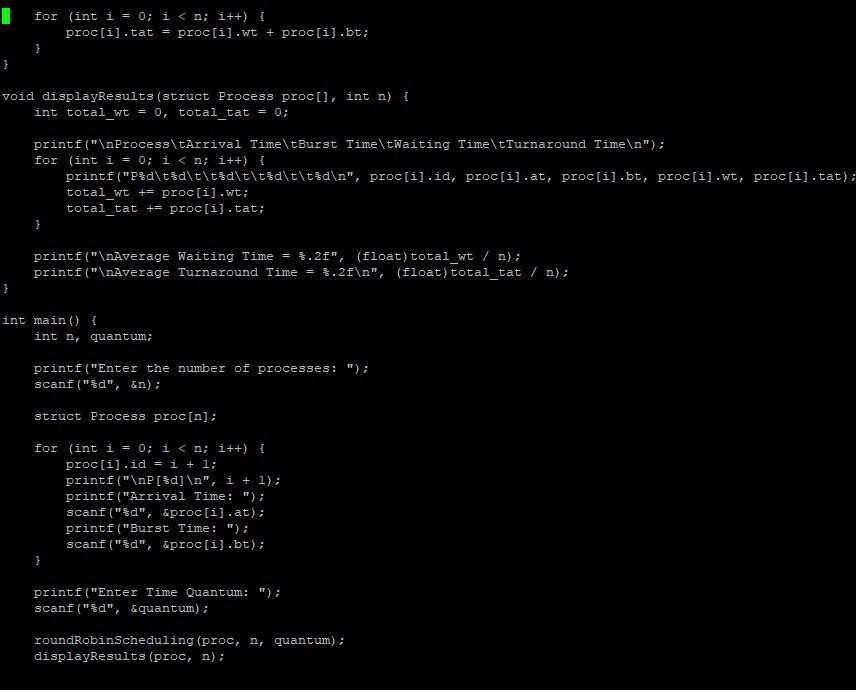 for (int i = 0; i < n; i++) {
        proc[i].tat = proc[i].wt + proc[i].bt;
    }
}

void displayResults(struct Process proc[], int n) {
    int total_wt = 0, total_tat = 0;

    printf("\nProcess\tArrival Time\tBurst Time\tWaiting Time\tTurnaround Time\n");
    for (int i = 0; i < n; i++) {
        printf("P%d\t%d\t\t%d\t\t%d\t\t%d\n", proc[i].id, proc[i].at, proc[i].bt, proc[i].wt, proc[i].tat);
        total_wt += proc[i].wt;
        total_tat += proc[i].tat;
    }

    printf("\nAverage Waiting Time = %.2f", (float)total_wt / n);
    printf("\nAverage Turnaround Time = %.2f\n", (float)total_tat / n);
}

int main() {
    int n, quantum;

    printf("Enter the number of processes: ");
    scanf("%d", &n);

    struct Process proc[n];

    for (int i = 0; i < n; i++) {
        proc[i].id = i + 1;
        printf("\nP[%d]\n", i + 1);
        printf("Arrival Time: ");
        scanf("%d", &proc[i].at);
        printf("Burst Time: ");
        scanf("%d", &proc[i].bt);
    }

    printf("Enter Time Quantum: ");
    scanf("%d", &quantum);

    roundRobinScheduling(proc, n, quantum);
    displayResults(proc, n);